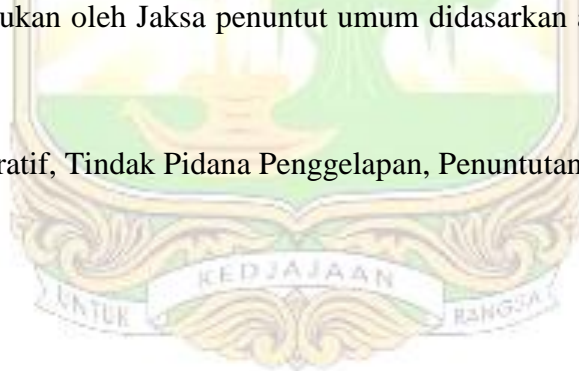 ukan oleh Jaksa penuntut umum didasarkan a
ratif, Tindak Pidana Penggelapan, Penuntutan
KEDJAJAAN
UNTUK BANGSA